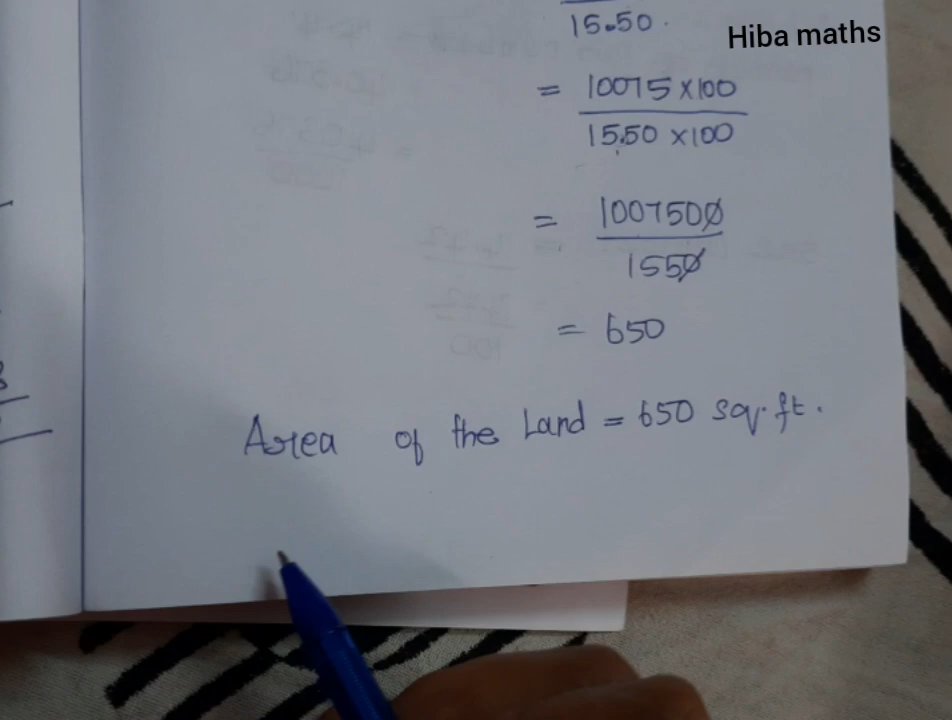 15.50.
Hiba maths
= 10075 x 100
15.50 x 100
= 1007500
1550
= 650
Area of the Land = 650 sq.ft.